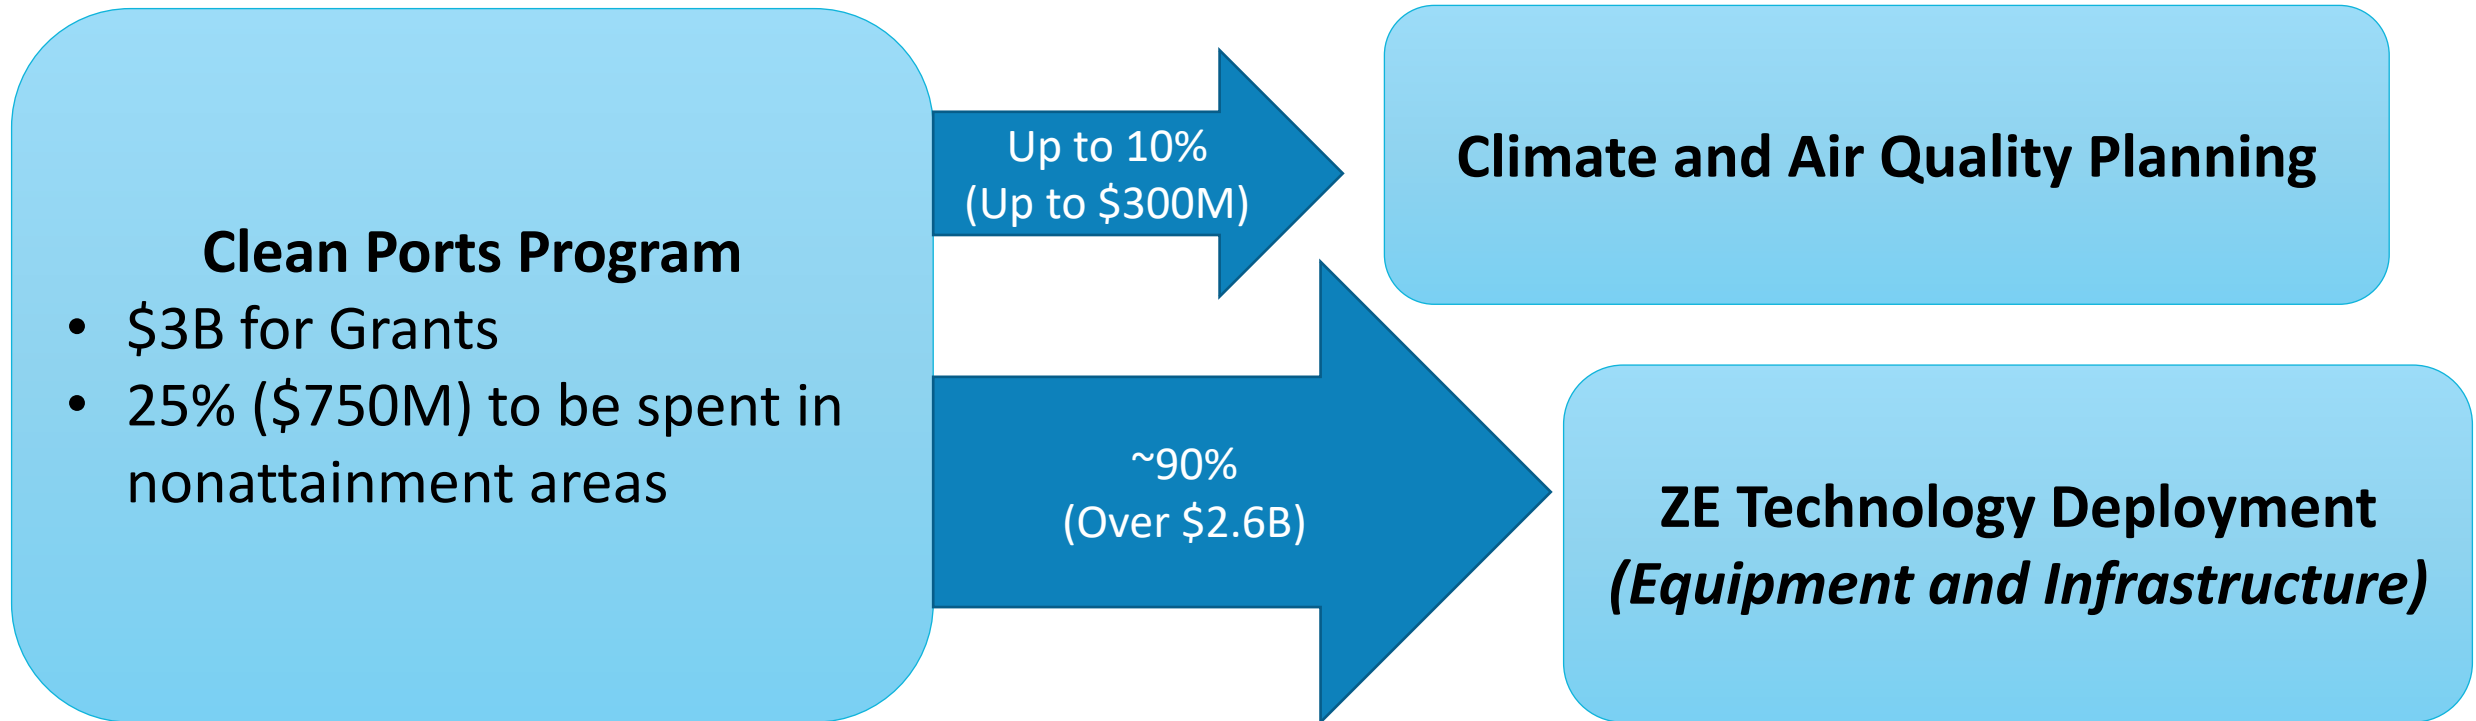 Clean Ports Program
• $3B for Grants
• 25% ($750M) to be spent in
nonattainment areas
Up to 10%
(Up to $300M)
Climate and Air Quality Planning
~90%
(Over $2.6B)
ZE Technology Deployment
(Equipment and Infrastructure)